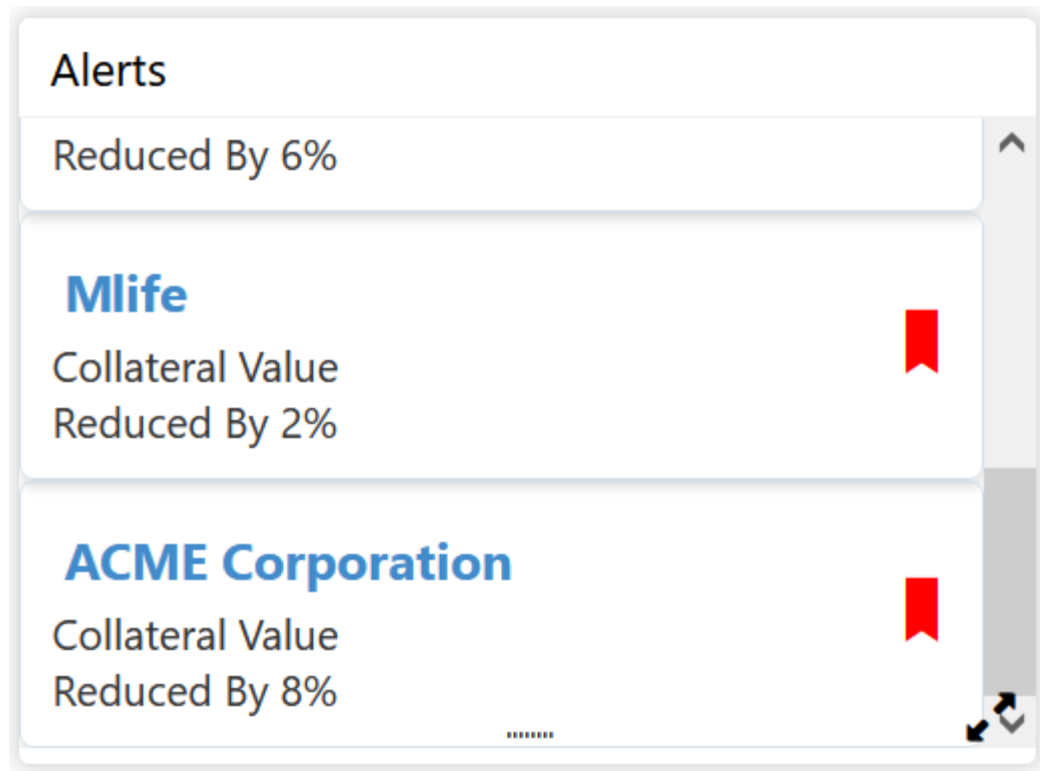 Alerts
Reduced By 6%
Mlife
Collateral Value
Reduced By 2%
ACME Corporation
Collateral Value
Reduced By 8%